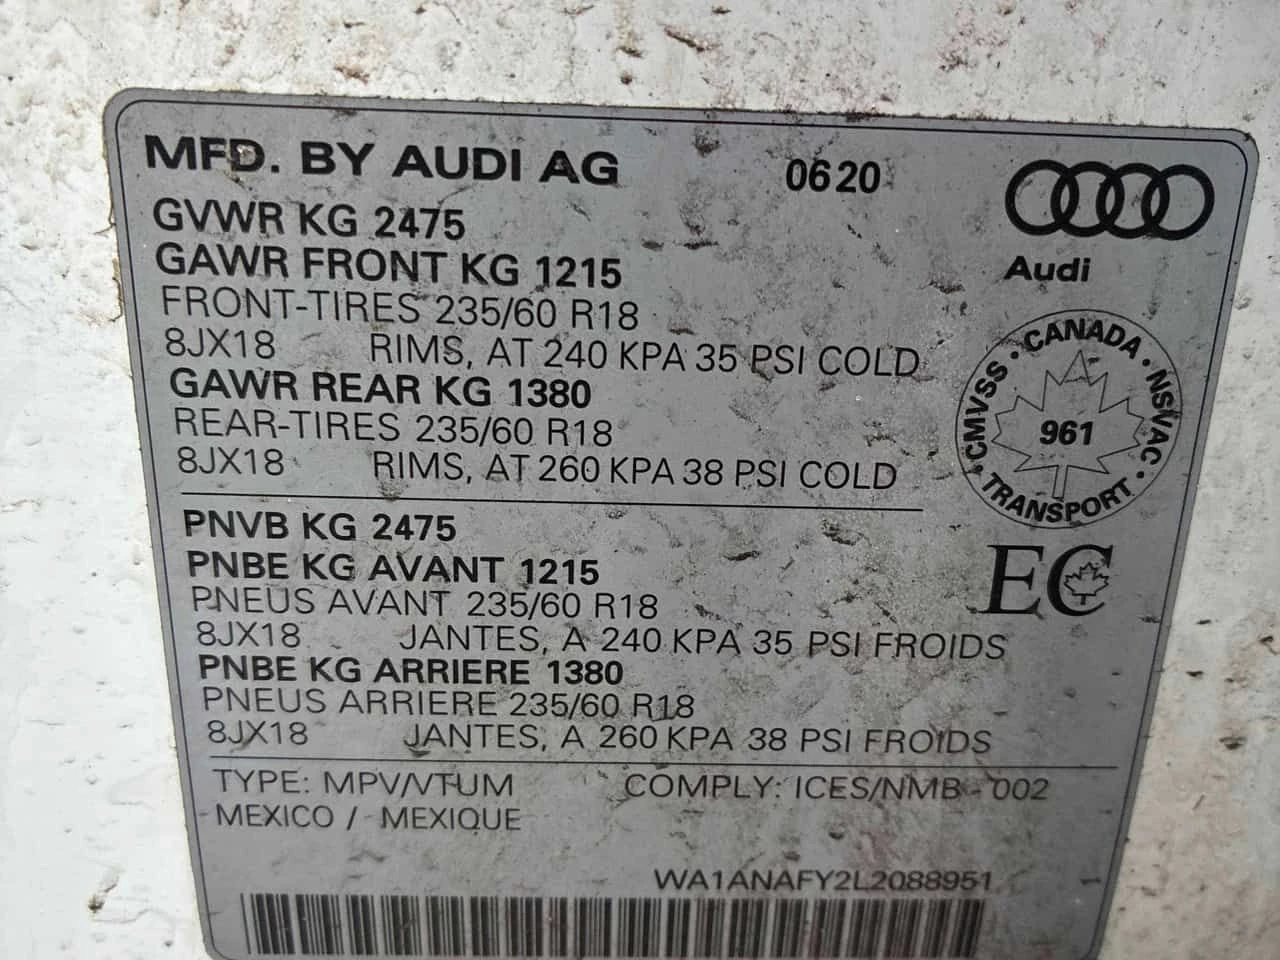 MFD. BY AUDI AG 0620
GVWR KG 2475
GAWR FRONT KG 1215
FRONT-TIRES 235/60 R18
8JX18 RIMS, AT 240 KPA 35 PSI COLD
GAWR REAR KG 1380
REAR-TIRES 235/60 R18
8JX18 RIMS, AT 260 KPA 38 PSI COLD
Audi
CMVSS · CANADA · NSVAC · TRANSPORT ·
961
EC
PNVB KG 2475
PNBE KG AVANT 1215
PNEUS AVANT 235/60 R18
8JX18 JANTES, A 240 KPA 35 PSI FROIDS
PNBE KG ARRIERE 1380
PNEUS ARRIERE 235/60 R18
8JX18 JANTES, A 260 KPA 38 PSI FROIDS
TYPE: MPV/VTUM COMPLY: ICES/NMB - 002
MEXICO / MEXIQUE
WA1ANAFY2L2088951